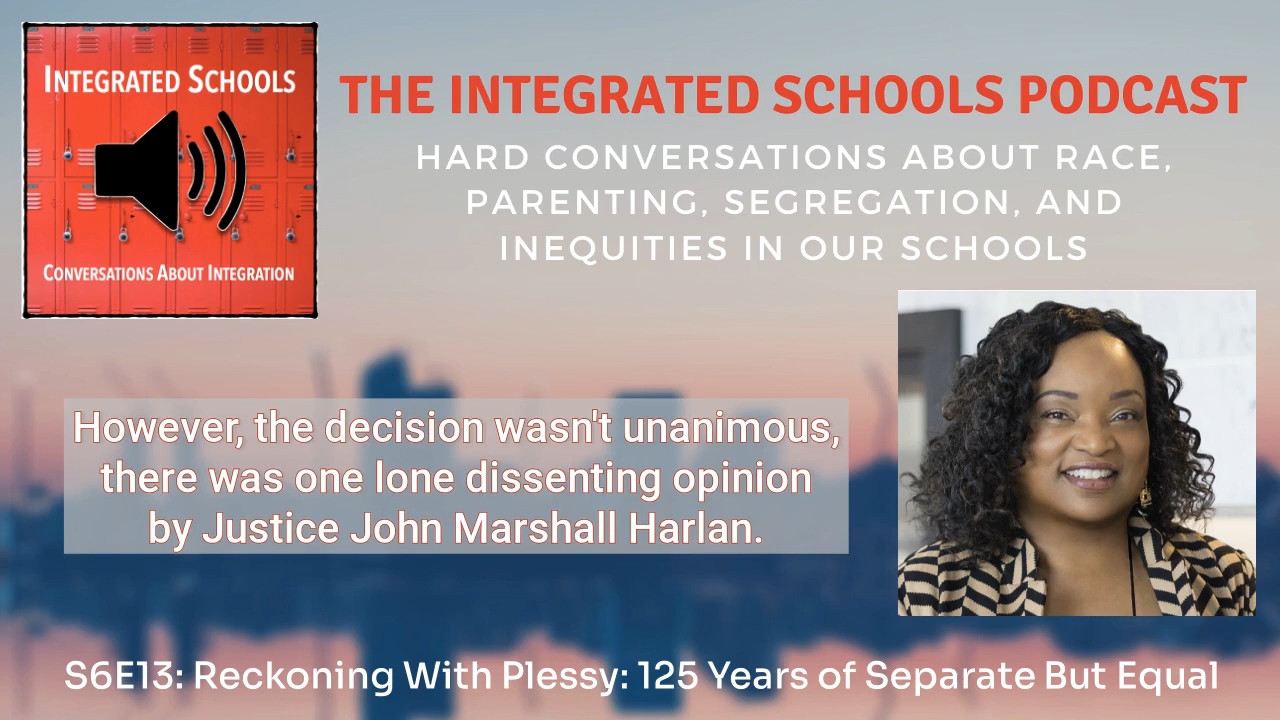 INTEGRATED SCHOOLS
CONVERSATIONS ABOUT INTEGRATION
THE INTEGRATED SCHOOLS PODCAST
HARD CONVERSATIONS ABOUT RACE,
PARENTING, SEGREGATION, AND
INEQUITIES IN OUR SCHOOLS
However, the decision wasn't unanimous,
there was one lone dissenting opinion
by Justice John Marshall Harlan.
S6E13: Reckoning With Plessy: 125 Years of Separate But Equal